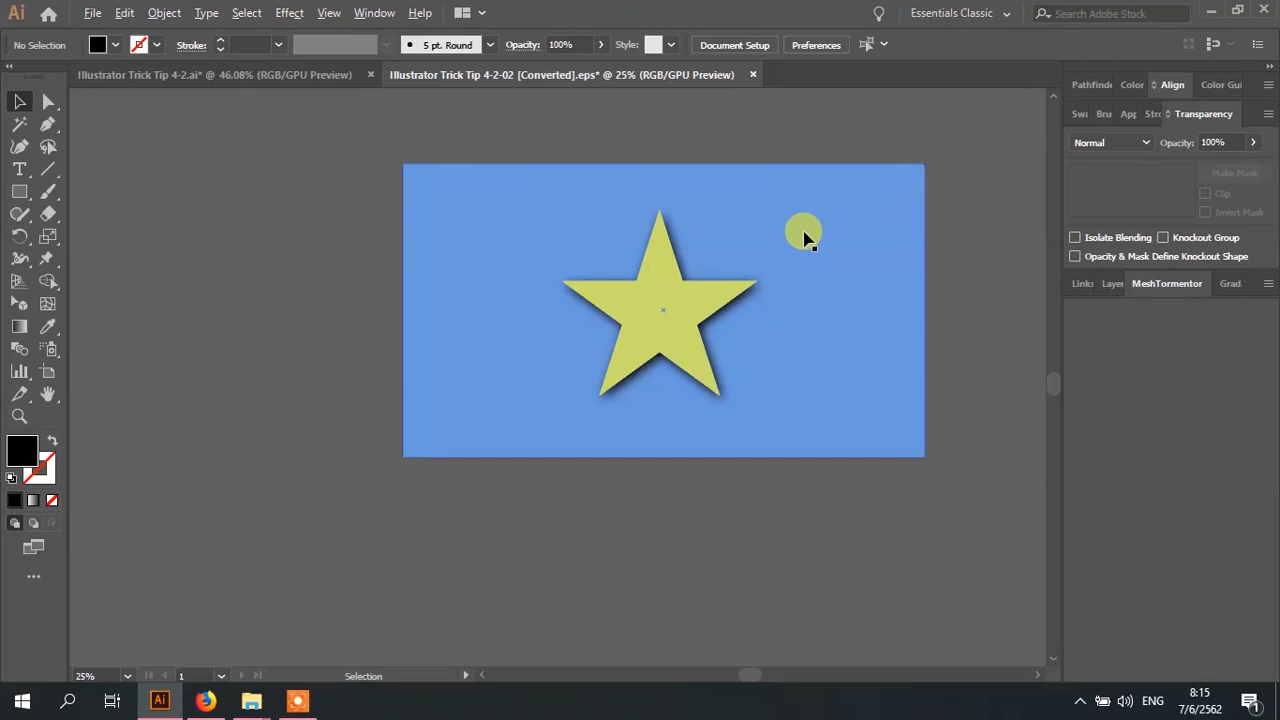 Ai File Edit Object Type Select Effect View Window Help Essentials Classic Search Adobe Stock
No Selection Stroke: 5 pt. Round Opacity: 100% Style: Document Setup Preferences
Illustrator Trick Tip 4-2.ai* @ 46.08% (RGB/GPU Preview) Illustrator Trick Tip 4-2-02 [Converted].eps* @ 25% (RGB/GPU Preview)
Pathfinde Color Align Color Gui
Swa Bru App Stro Transparency
Normal Opacity: 100%
Make Mask
Clip
Invert Mask
Isolate Blending Knockout Group
Opacity & Mask Define Knockout Shape
Links Layer MeshTormentor Grad
25% 1 Selection
Ai ENG 8:15
7/6/2562
1